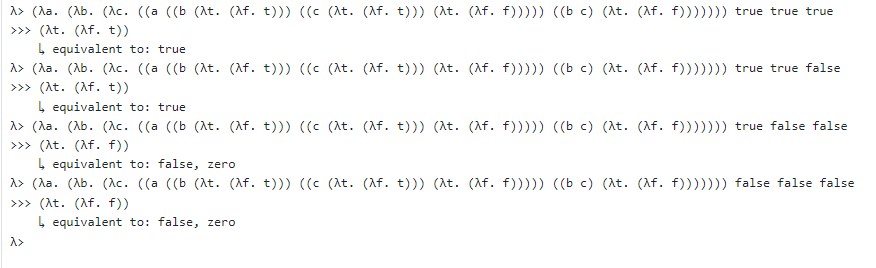 λ> (λa. (λb. (λc. ((a ((b (λt. (λf. t))) ((c (λt. (λf. t))) (λt. (λf. f))))) ((b c) (λt. (λf. f))))))) true true true
>>> (λt. (λf. t))
↳ equivalent to: true
λ> (λa. (λb. (λc. ((a ((b (λt. (λf. t))) ((c (λt. (λf. t))) (λt. (λf. f))))) ((b c) (λt. (λf. f))))))) true true false
>>> (λt. (λf. t))
↳ equivalent to: true
λ> (λa. (λb. (λc. ((a ((b (λt. (λf. t))) ((c (λt. (λf. t))) (λt. (λf. f))))) ((b c) (λt. (λf. f))))))) true false false
>>> (λt. (λf. f))
↳ equivalent to: false, zero
λ> (λa. (λb. (λc. ((a ((b (λt. (λf. t))) ((c (λt. (λf. t))) (λt. (λf. f))))) ((b c) (λt. (λf. f))))))) false false false
>>> (λt. (λf. f))
↳ equivalent to: false, zero
λ>